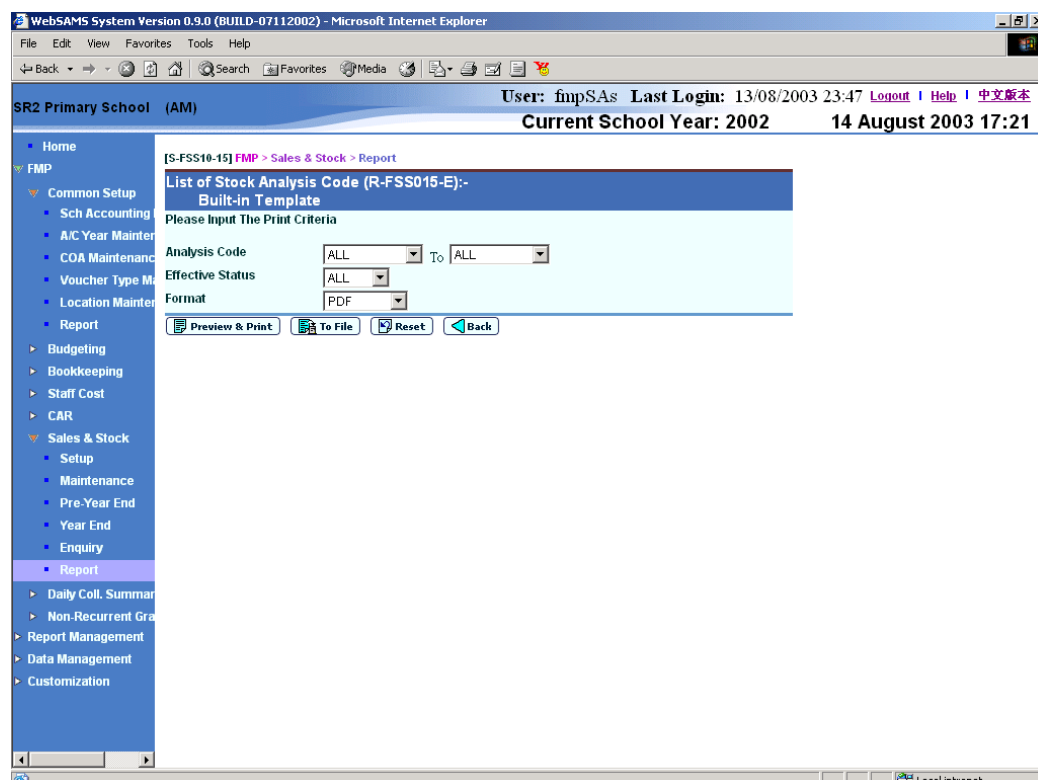 WebSAMS System Version 0.9.0 (BUILD-07112002) - Microsoft Internet Explorer
File Edit View Favorites Tools Help
Back Search Favorites Media
SR2 Primary School (AM)
User: fmpSAs Last Login: 13/08/2003 23:47 Logout | Help | 中文版本
Current School Year: 2002 14 August 2003 17:21
Home
FMP
Common Setup
Sch Accounting
A/C Year Mainter
COA Maintenanc
Voucher Type Ma
Location Mainter
Report
Budgeting
Bookkeeping
Staff Cost
CAR
Sales & Stock
Setup
Maintenance
Pre-Year End
Year End
Enquiry
Report
Daily Coll. Summar
Non-Recurrent Gra
Report Management
Data Management
Customization
[S-FSS10-15] FMP > Sales & Stock > Report
List of Stock Analysis Code (R-FSS015-E):-
Built-in Template
Please Input The Print Criteria
Analysis Code ALL To ALL
Effective Status ALL
Format PDF
Preview & Print To File Reset Back